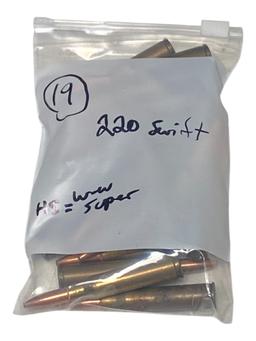 19
220 Swift
HS = WW
Super